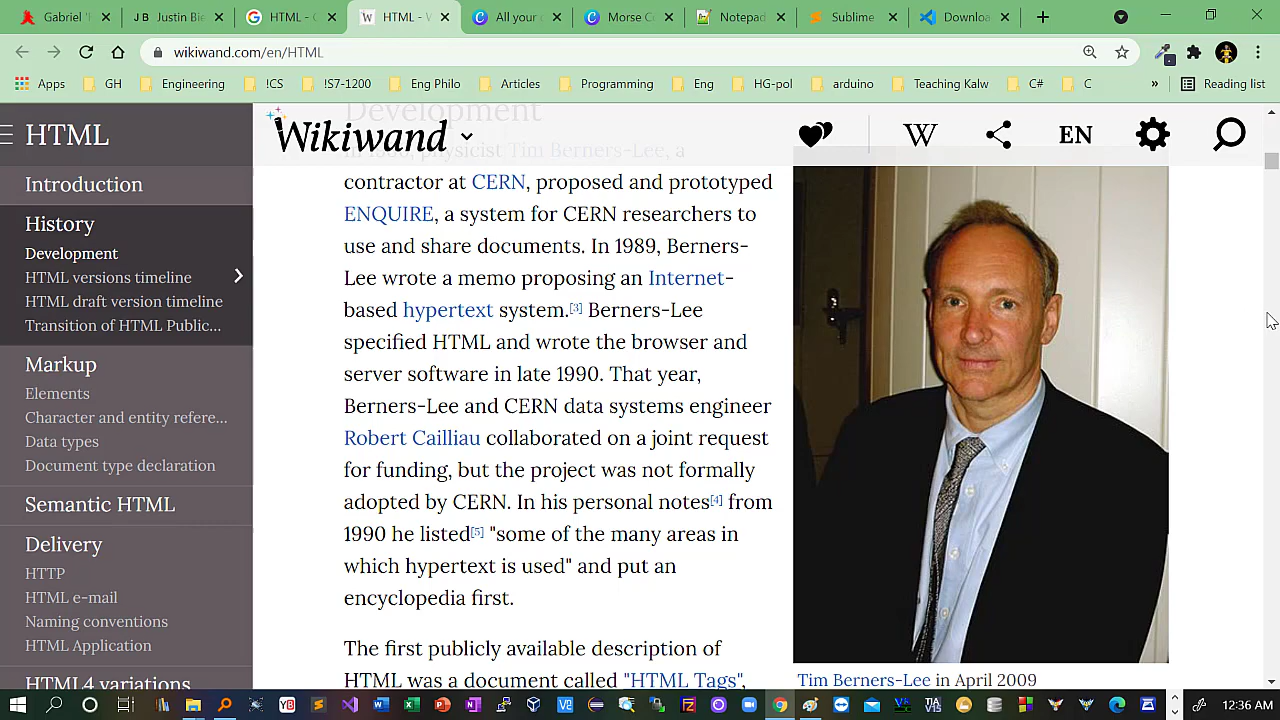 Gabriel '
Justin Bie
HTML - 
HTML - W
All your c
Morse C
Notepad
Sublime
Downloa
wikiwand.com/en/HTML
Apps GH Engineering !CS !S7-1200 Eng Philo Articles Programming Eng HG-pol arduino Teaching Kalw C# C » Reading list
HTML
Introduction
History
Development
HTML versions timeline
HTML draft version timeline
Transition of HTML Public...
Markup
Elements
Character and entity refere...
Data types
Document type declaration
Semantic HTML
Delivery
HTTP
HTML e-mail
Naming conventions
HTML Application
HTML4 variations
Wikiwand
W EN
Development
In 1980, physicist Tim Berners-Lee, a
contractor at CERN, proposed and prototyped
ENQUIRE, a system for CERN researchers to
use and share documents. In 1989, Berners-
Lee wrote a memo proposing an Internet-
based hypertext system.[3] Berners-Lee
specified HTML and wrote the browser and
server software in late 1990. That year,
Berners-Lee and CERN data systems engineer
Robert Cailliau collaborated on a joint request
for funding, but the project was not formally
adopted by CERN. In his personal notes[4] from
1990 he listed[5] "some of the many areas in
which hypertext is used" and put an
encyclopedia first.
The first publicly available description of
HTML was a document called "HTML Tags",
Tim Berners-Lee in April 2009
12:36 AM